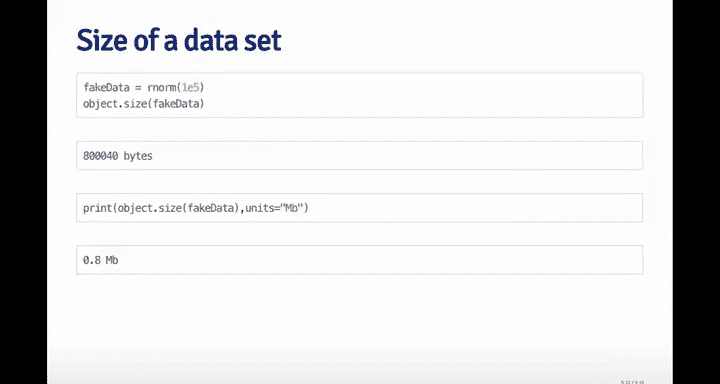 Size of a data set
fakeData = rnorm(1e5)
object.size(fakeData)
800040 bytes
print(object.size(fakeData),units="Mb")
0.8 Mb